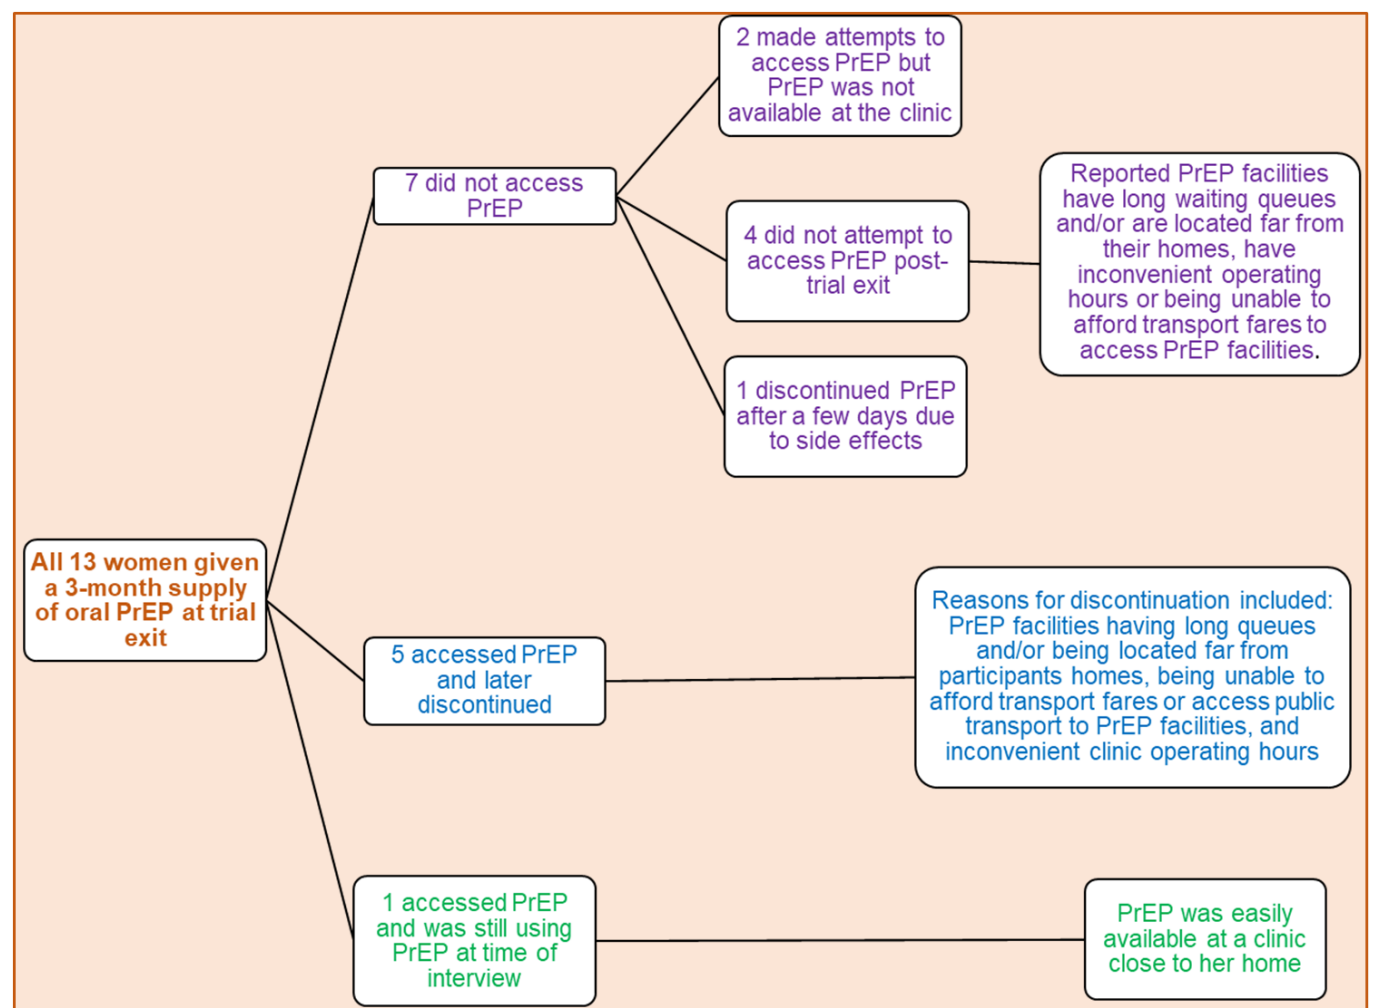 2 made attempts to
access PrEP but
PrEP was not
available at the clinic
7 did not access
PrEP
4 did not attempt to
access PrEP post-
trial exit
Reported PrEP facilities
have long waiting queues
and/or are located far from
their homes, have
inconvenient operating
hours or being unable to
afford transport fares to
access PrEP facilities.
1 discontinued PrEP
after a few days due
to side effects
All 13 women given
a 3-month supply
of oral PrEP at trial
exit
5 accessed PrEP
and later
discontinued
Reasons for discontinuation included:
PrEP facilities having long queues
and/or being located far from
participants homes, being unable to
afford transport fares or access public
transport to PrEP facilities, and
inconvenient clinic operating hours
1 accessed PrEP
and was still using
PrEP at time of
interview
PrEP was easily
available at a clinic
close to her home